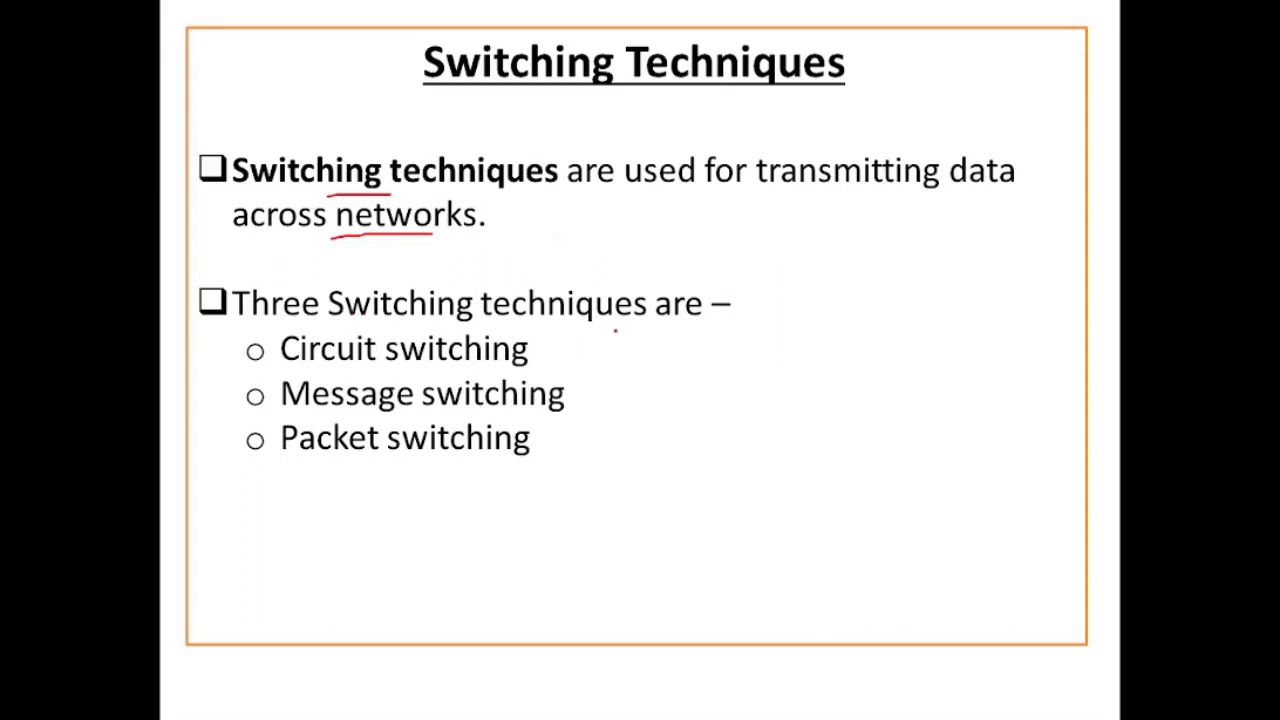 Switching Techniques
Switching techniques are used for transmitting data
across networks.
Three Switching techniques are –
Circuit switching
Message switching
Packet switching